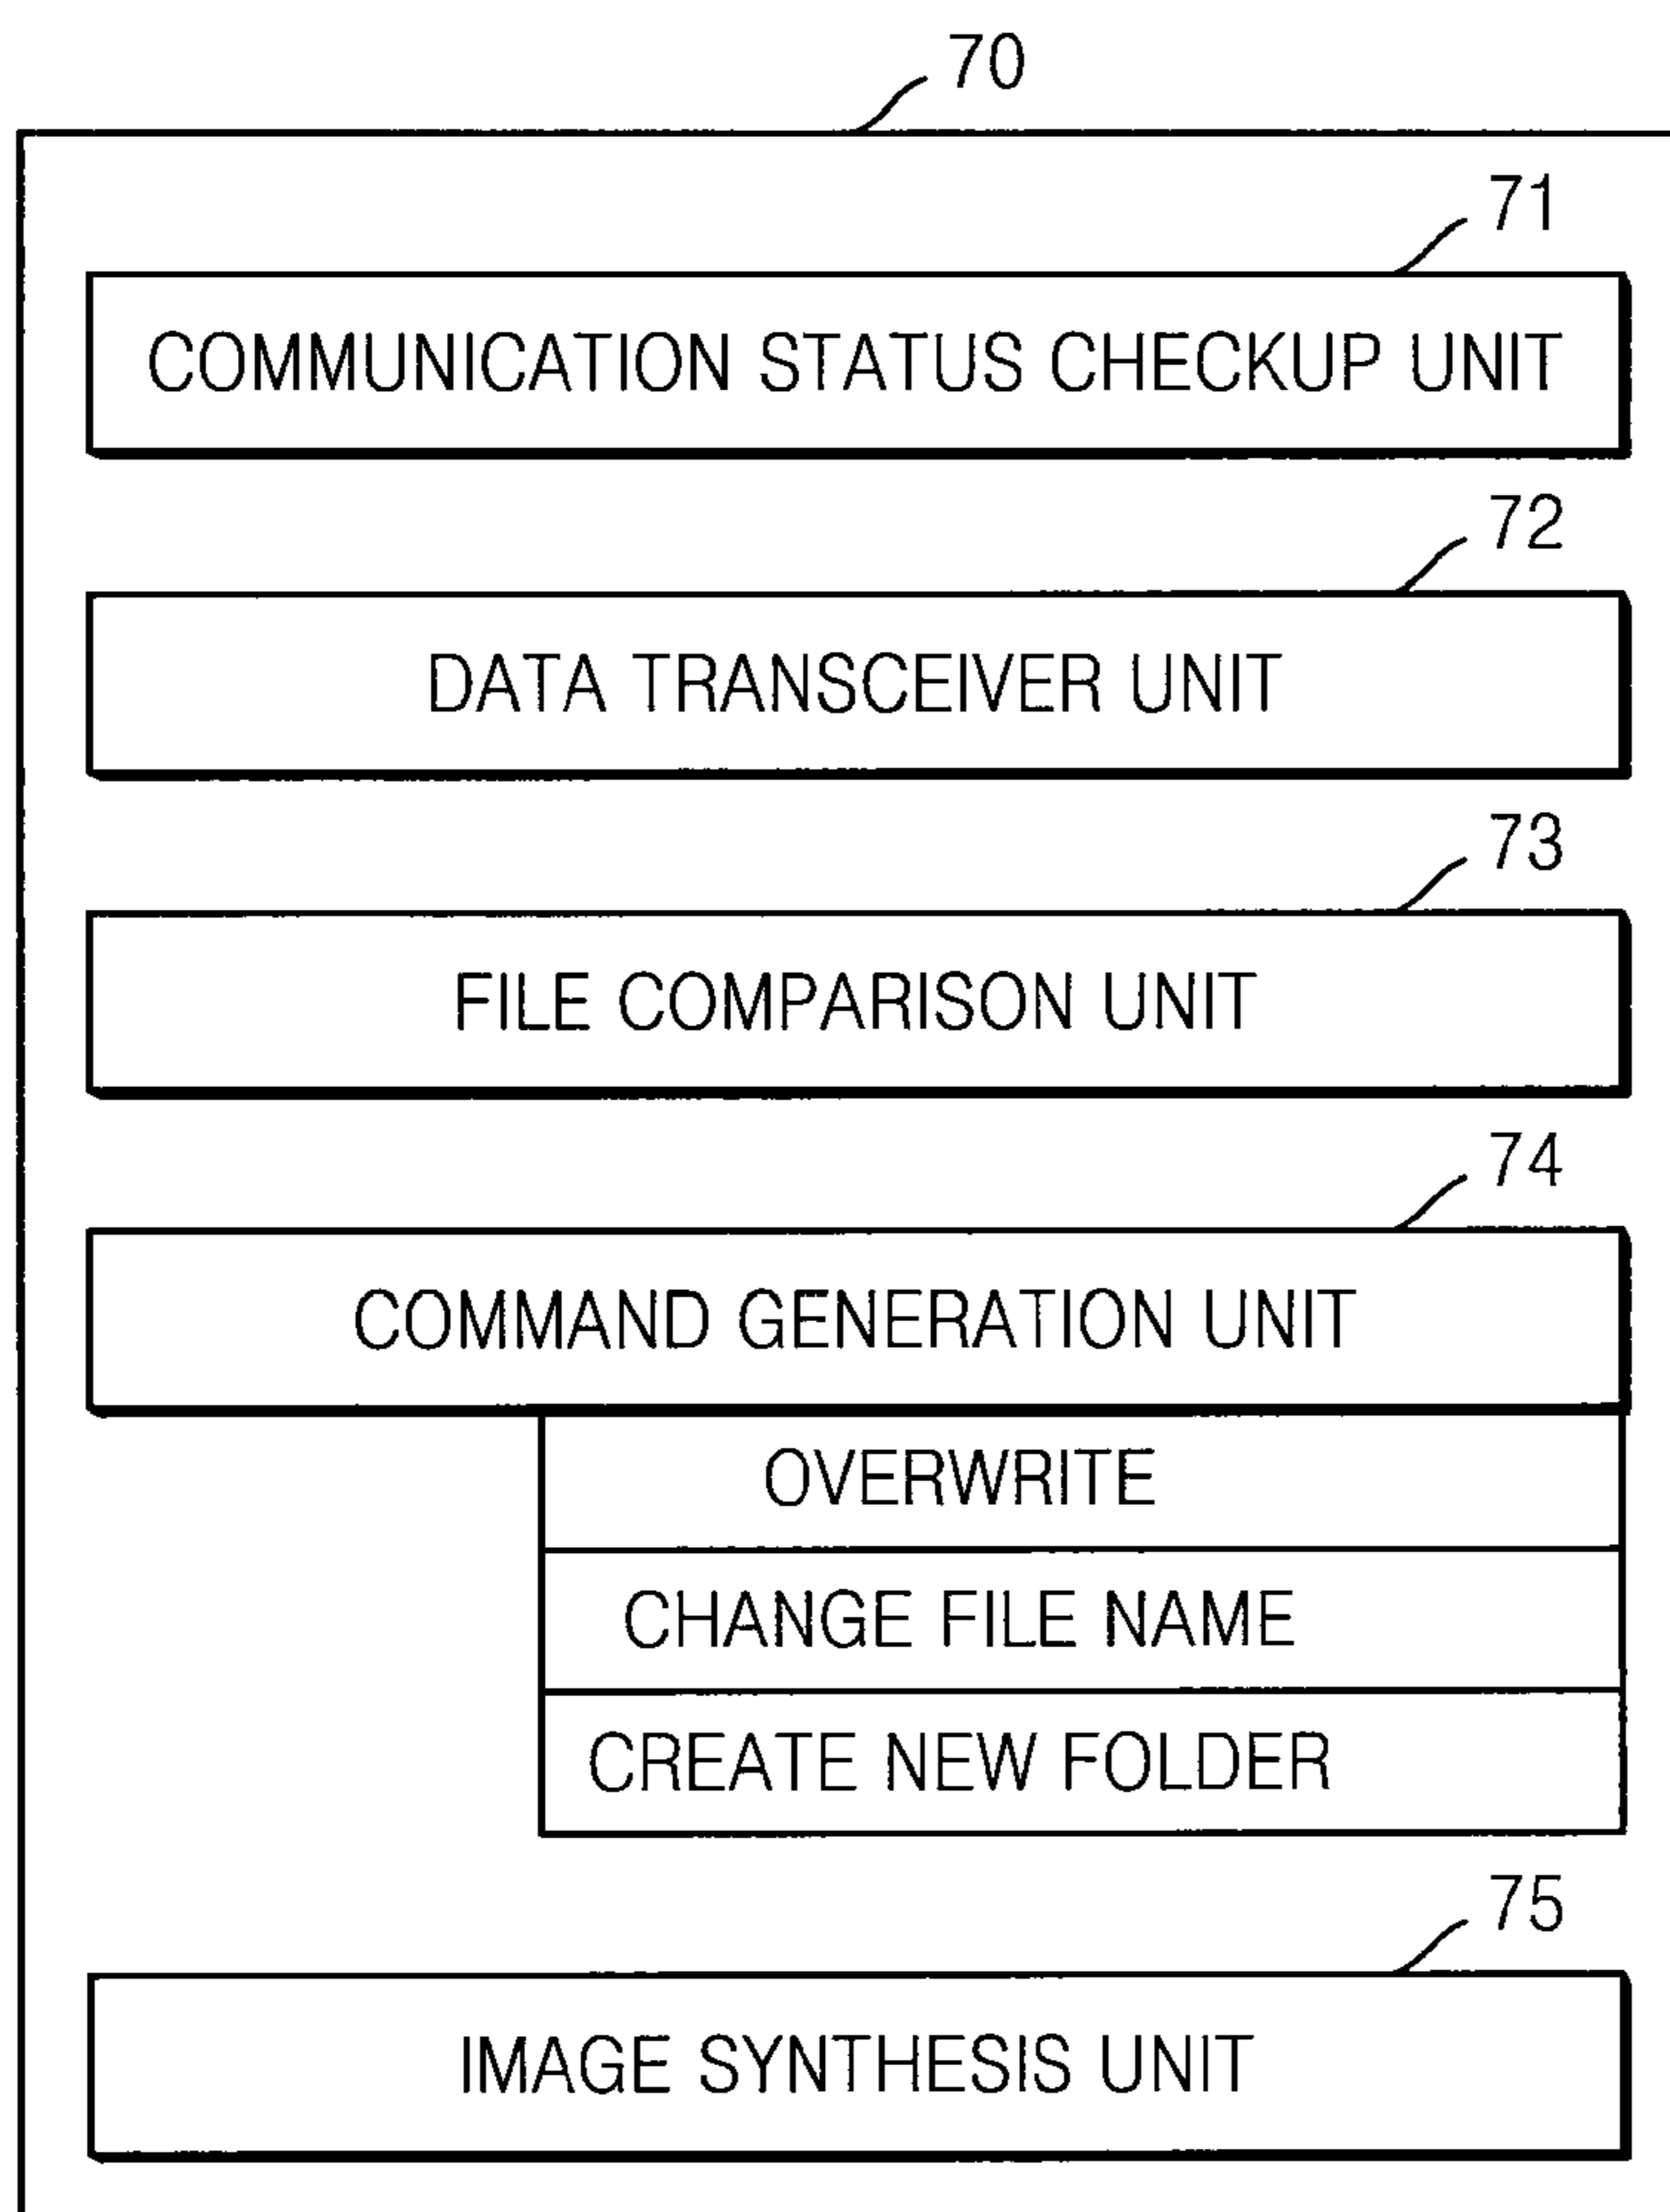 70
71
COMMUNICATION STATUS CHECKUP UNIT
72
DATA TRANSCEIVER UNIT
73
FILE COMPARISON UNIT
74
COMMAND GENERATION UNIT
OVERWRITE
CHANGE FILE NAME
CREATE NEW FOLDER
75
IMAGE SYNTHESIS UNIT